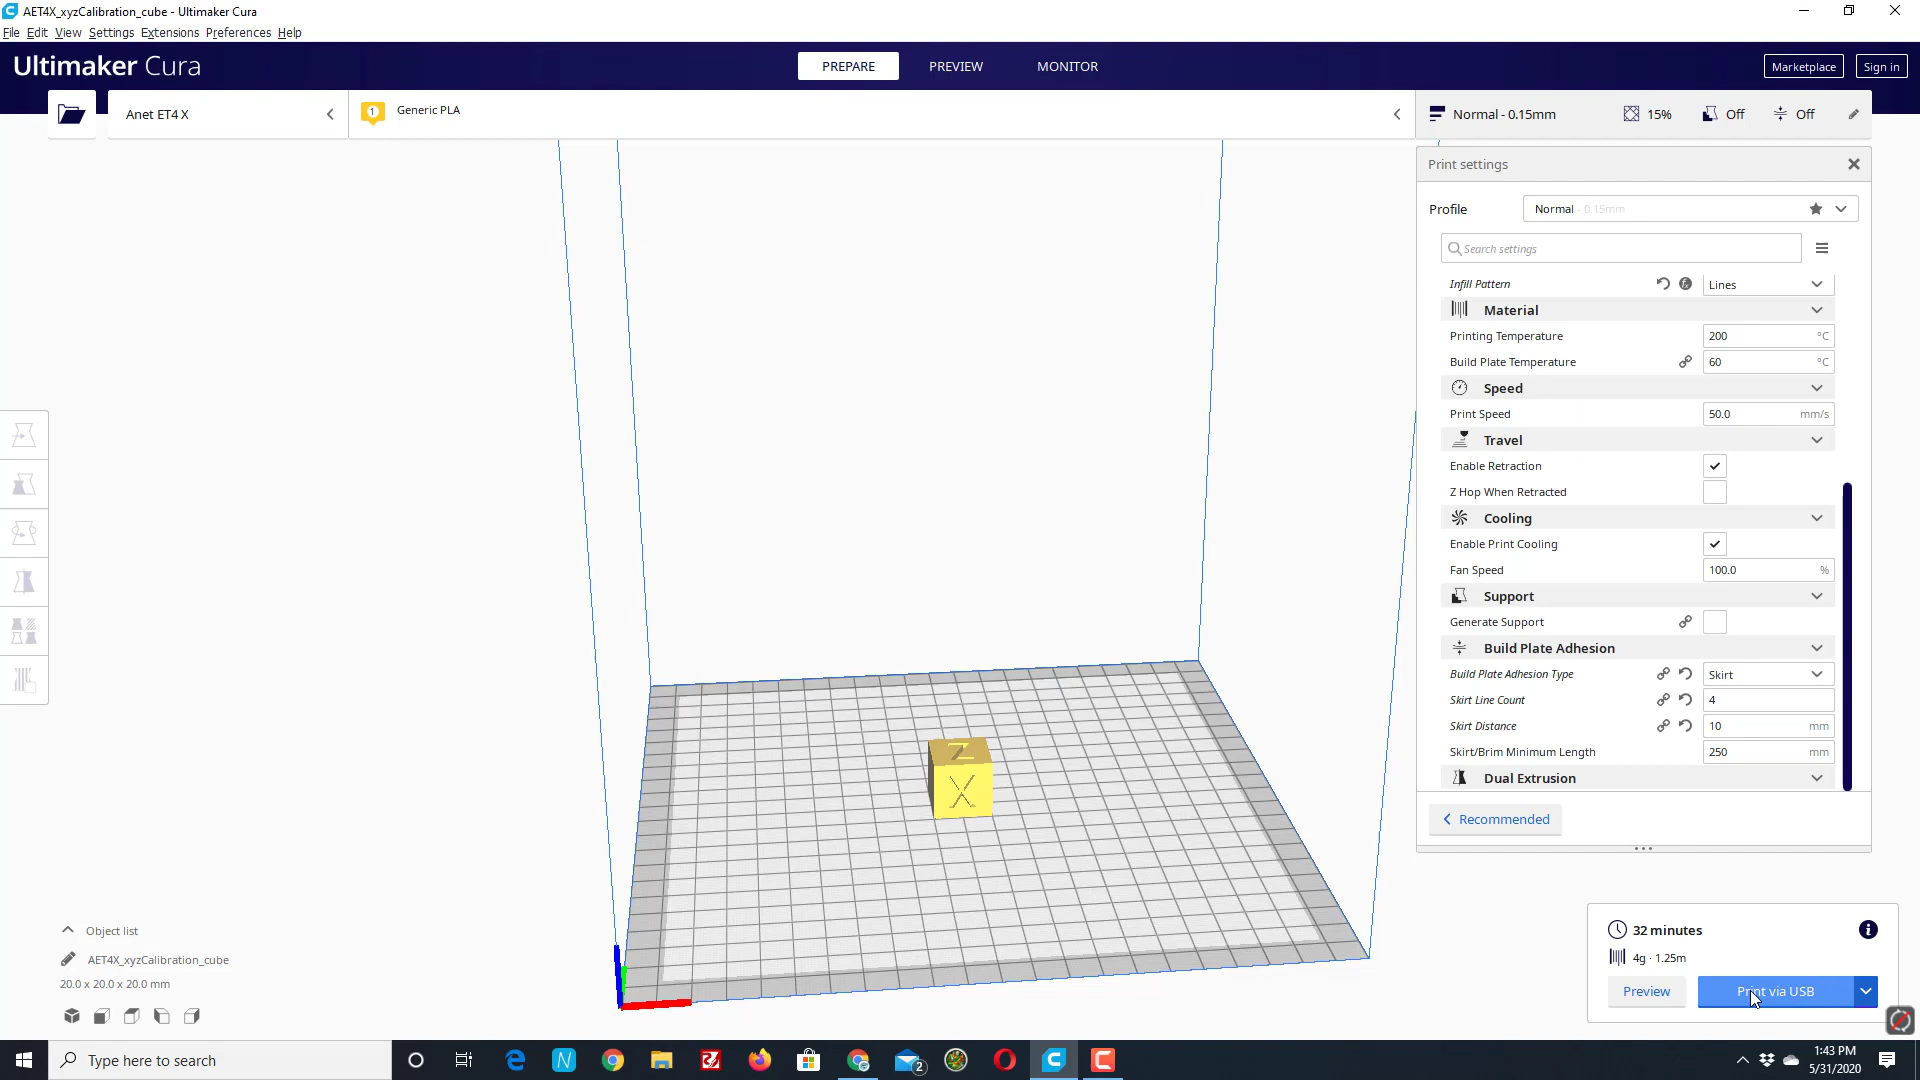 AET4X_xyzCalibration_cube - Ultimaker Cura
File Edit View Settings Extensions Preferences Help
Ultimaker Cura
PREPARE
PREVIEW
MONITOR
Marketplace
Sign in
Anet ET4 X
1
Generic PLA
Normal - 0.15mm
15%
Off
Off
Print settings
Profile
Normal - 0.15mm
Search settings
Infill Pattern
Lines
Material
Printing Temperature
200 °C
Build Plate Temperature
60 °C
Speed
Print Speed
50.0 mm/s
Travel
Enable Retraction
Z Hop When Retracted
Cooling
Enable Print Cooling
Fan Speed
100.0 %
Support
Generate Support
Build Plate Adhesion
Build Plate Adhesion Type
Skirt
Skirt Line Count
4
Skirt Distance
10 mm
Skirt/Brim Minimum Length
250 mm
Dual Extrusion
Recommended
Z
X
Object list
AET4X_xyzCalibration_cube
20.0 x 20.0 x 20.0 mm
32 minutes
4g · 1.25m
Preview
Print via USB
Type here to search
2
1:43 PM
5/31/2020